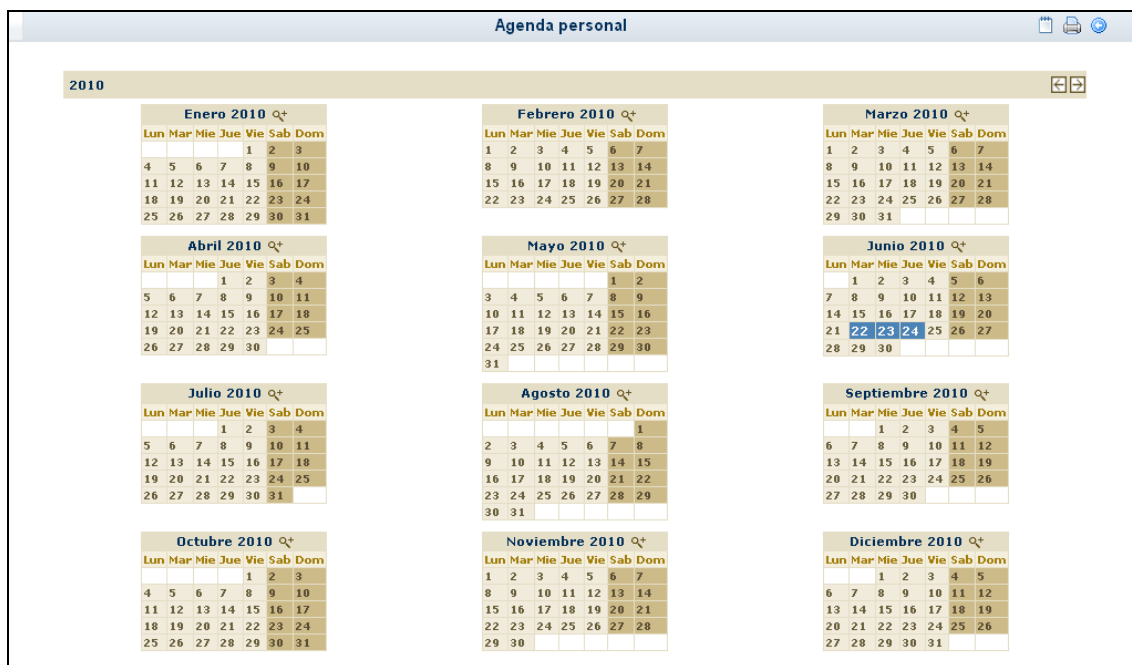 Agenda personal
2010
Enero 2010 Febrero 2010 Marzo 2010
Lun Mar Mie Jue Vie Sab Dom Lun Mar Mie Jue Vie Sab Dom Lun Mar Mie Jue Vie Sab Dom
1 2 3 1 2 3 4 5 6 7 1 2 3 4 5 6 7
4 5 6 7 8 9 10 8 9 10 11 12 13 14 8 9 10 11 12 13 14
11 12 13 14 15 16 17 15 16 17 18 19 20 21 15 16 17 18 19 20 21
18 19 20 21 22 23 24 22 23 24 25 26 27 28 22 23 24 25 26 27 28
25 26 27 28 29 30 31 29 30 31
Abril 2010 Mayo 2010 Junio 2010
Lun Mar Mie Jue Vie Sab Dom Lun Mar Mie Jue Vie Sab Dom Lun Mar Mie Jue Vie Sab Dom
1 2 3 4 1 2 1 2 3 4 5 6
5 6 7 8 9 10 11 3 4 5 6 7 8 9 7 8 9 10 11 12 13
12 13 14 15 16 17 18 10 11 12 13 14 15 16 14 15 16 17 18 19 20
19 20 21 22 23 24 25 17 18 19 20 21 22 23 21 22 23 24 25 26 27
26 27 28 29 30 24 25 26 27 28 29 30 28 29 30
31
Julio 2010 Agosto 2010 Septiembre 2010
Lun Mar Mie Jue Vie Sab Dom Lun Mar Mie Jue Vie Sab Dom Lun Mar Mie Jue Vie Sab Dom
1 2 3 4 1 1 2 3 4 5
5 6 7 8 9 10 11 2 3 4 5 6 7 8 6 7 8 9 10 11 12
12 13 14 15 16 17 18 9 10 11 12 13 14 15 13 14 15 16 17 18 19
19 20 21 22 23 24 25 16 17 18 19 20 21 22 20 21 22 23 24 25 26
26 27 28 29 30 31 23 24 25 26 27 28 29 27 28 29 30
30 31
Octubre 2010 Noviembre 2010 Diciembre 2010
Lun Mar Mie Jue Vie Sab Dom Lun Mar Mie Jue Vie Sab Dom Lun Mar Mie Jue Vie Sab Dom
1 2 3 1 2 3 4 5 6 7 1 2 3 4 5
4 5 6 7 8 9 10 8 9 10 11 12 13 14 6 7 8 9 10 11 12
11 12 13 14 15 16 17 15 16 17 18 19 20 21 13 14 15 16 17 18 19
18 19 20 21 22 23 24 22 23 24 25 26 27 28 20 21 22 23 24 25 26
25 26 27 28 29 30 31 29 30 27 28 29 30 31